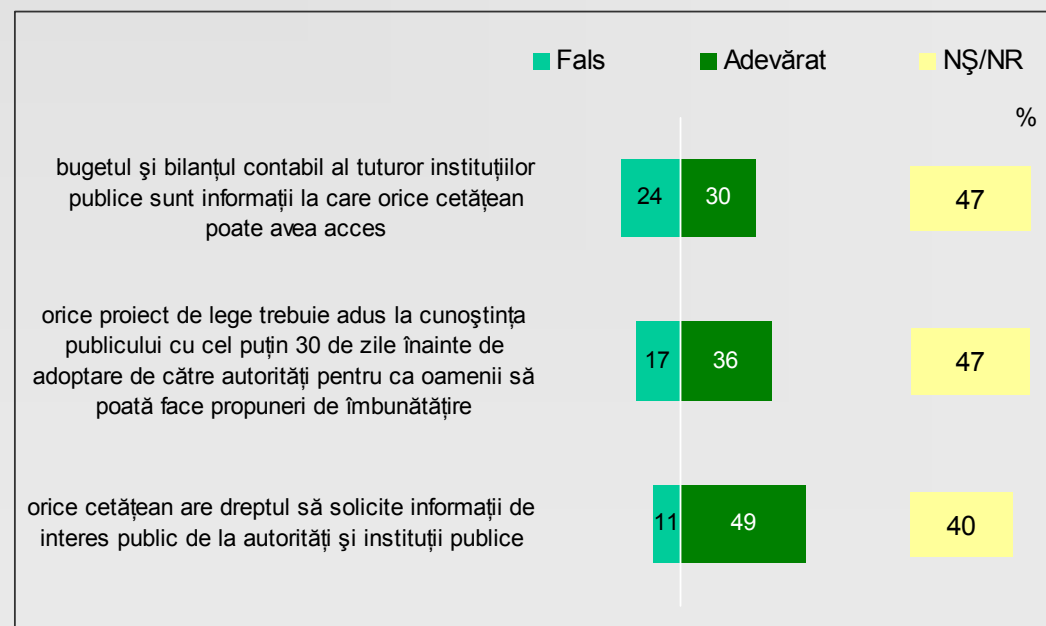 Fals Adevărat NŞ/NR
%
bugetul şi bilanțul contabil al tuturor instituțiilor
publice sunt informații la care orice cetățean
poate avea acces
24 30 47
orice proiect de lege trebuie adus la cunoştința
publicului cu cel puțin 30 de zile înainte de
adoptare de către autorități pentru ca oamenii să
poată face propuneri de îmbunătățire
17 36 47
orice cetățean are dreptul să solicite informații de
interes public de la autorități şi instituții publice
11 49 40